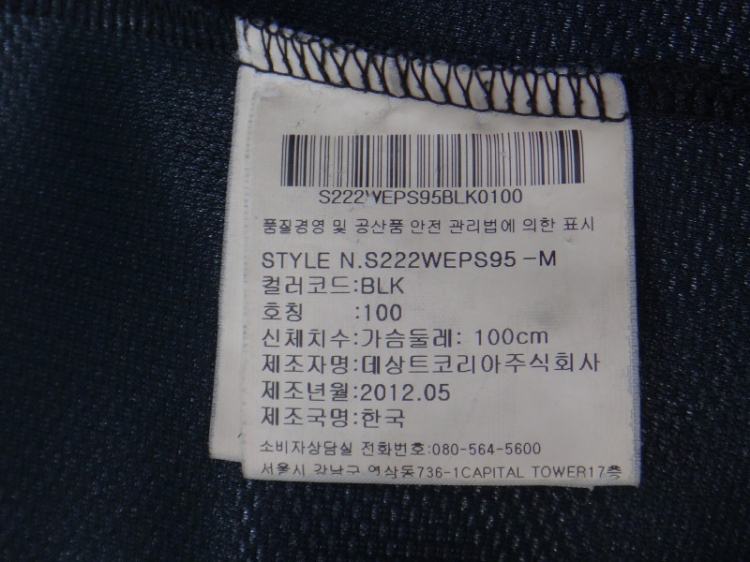 S222WEPS95BLK0100
품질경영 및 공산품 안전 관리법에 의한 표시
STYLE N.S222WEPS95 -M
컬러코드:BLK
호칭 :100
신체치수:가슴둘레: 100cm
제조자명:데상트코리아주식회사
제조년월:2012.05
제조국명:한국
소비자상담실 전화번호:080-564-5600
서울시 강남구 역삼동736-1CAPITAL TOWER17층